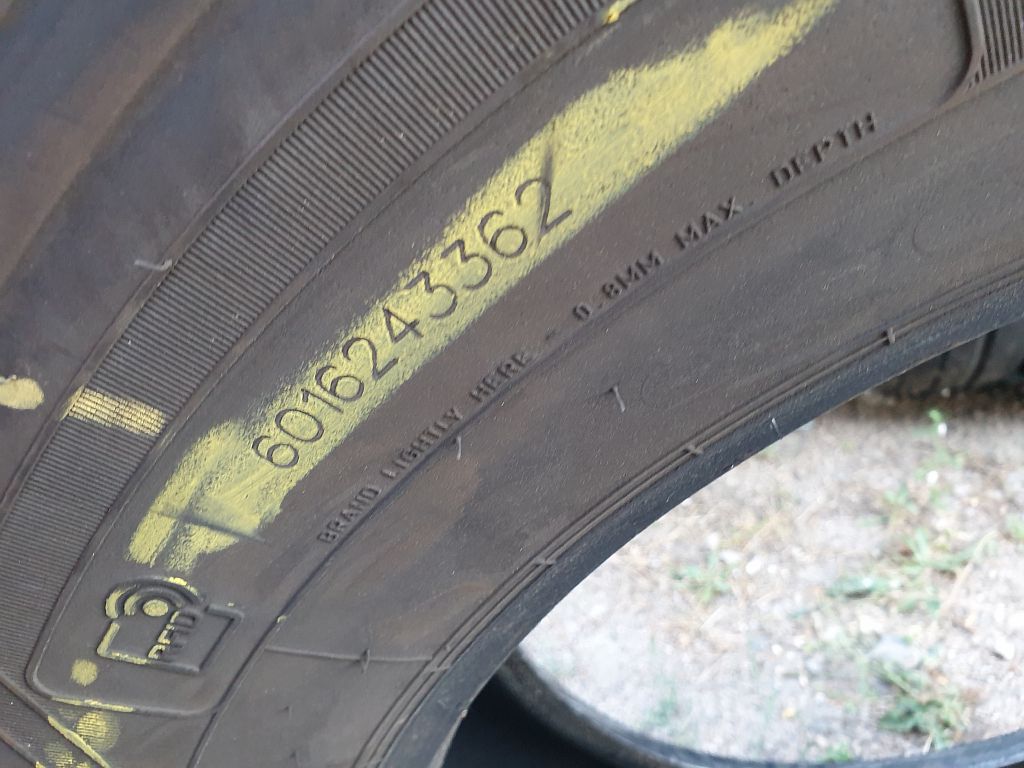 6016243362
BRAND LIGHTLY HERE - 0.8MM MAX. DEPTH
RFID